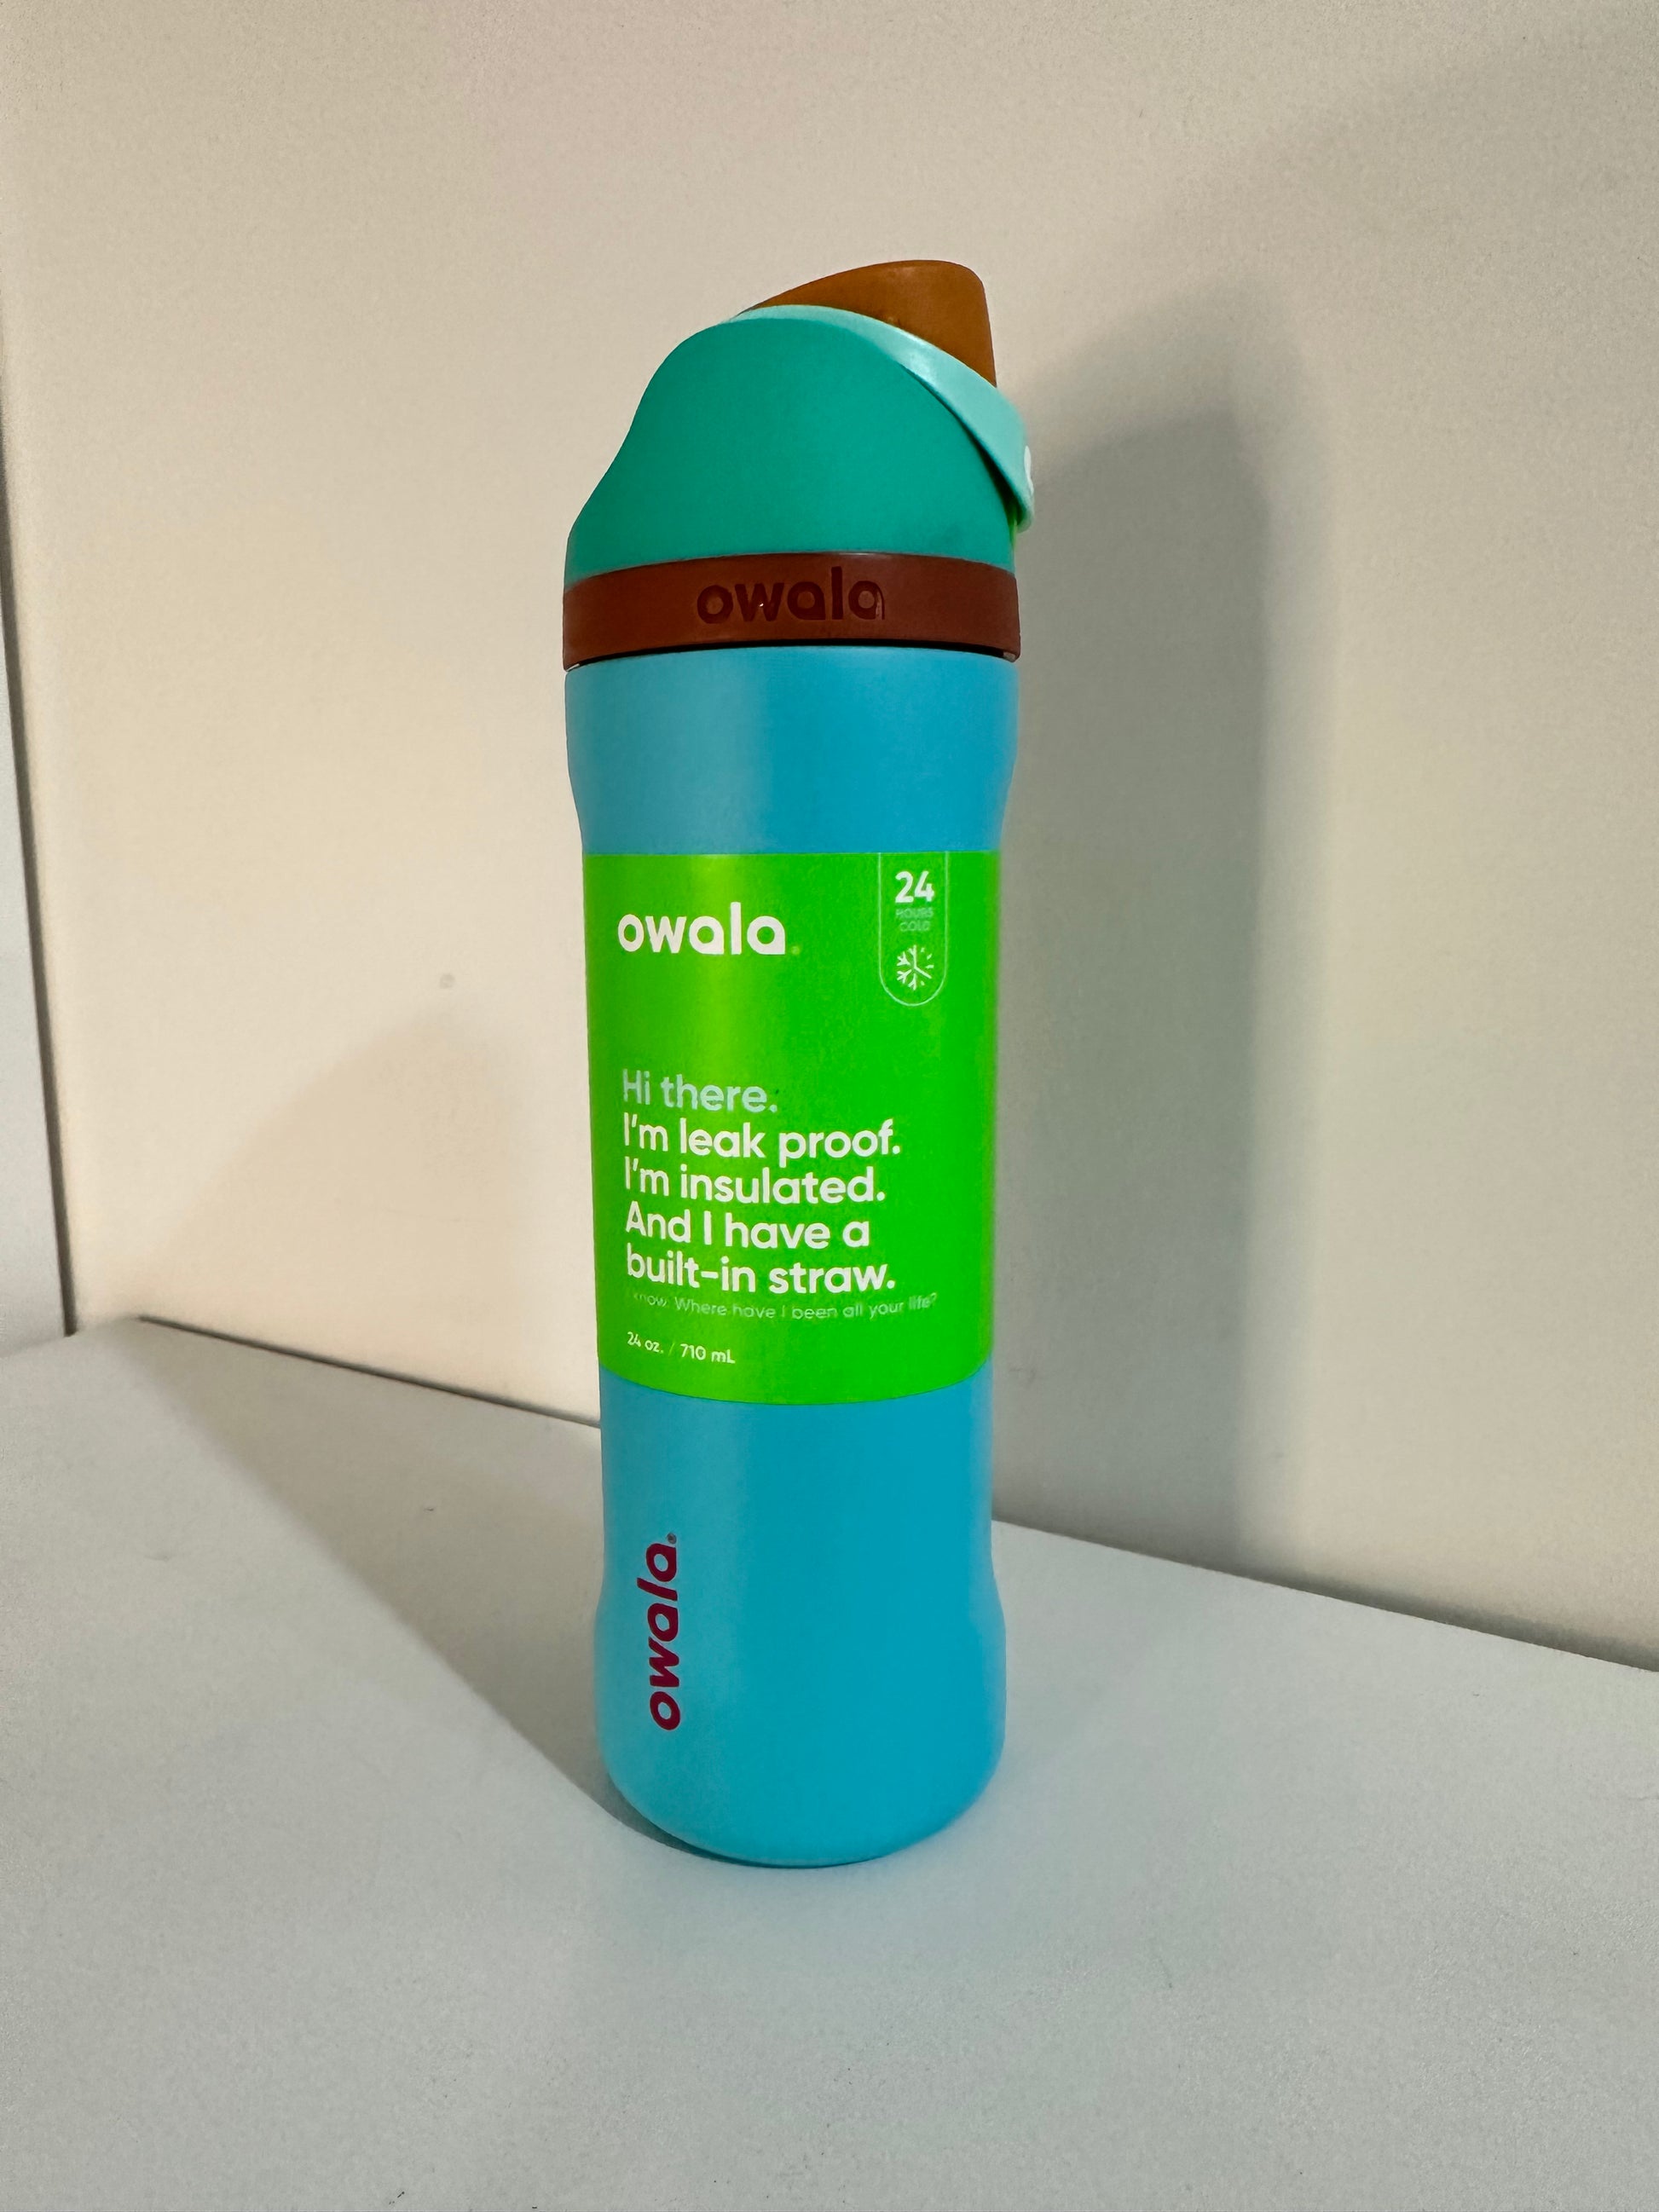 owala
owala
24
HOURS
COLD
Hi there.
I'm leak proof.
I'm insulated.
And I have a
built-in straw.
I know. Where have I been all your life?
24 oz. / 710 mL
owala